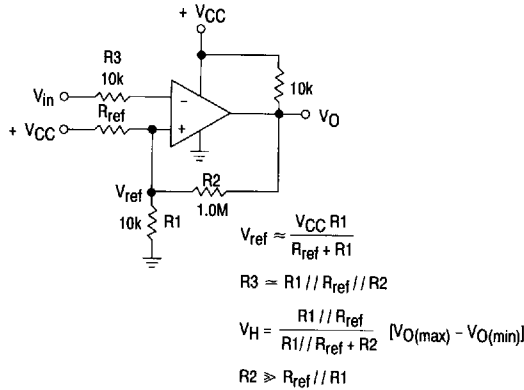 + VCC
R3
10k
Vin
10k
−
Rref
+ VCC
+
VO
Vref
R2
10k
R1
1.0M
Vref ≈ VCC R1 / Rref + R1
R3 ≃ R1 // Rref // R2
VH = R1 // Rref / R1 // Rref + R2 [VO(max) − VO(min)]
R2 ≫ Rref // R1